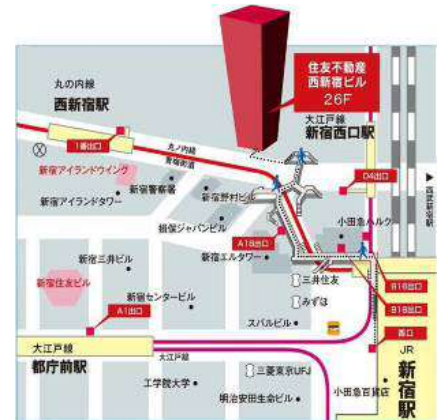 丸の内線
西新宿駅
住友不動産
西新宿ビル
26F
大江戸線
新宿西口駅
1番出口
丸ノ内線
青梅街道
D4出口
新宿アイランドウイング
新宿警察署
新宿野村ビル
西武新宿駅
新宿アイランドタワー
損保ジャパンビル
小田急ハルク
A18出口
新宿三井ビル
新宿エルタワー
B16出口
新宿住友ビル
三井住友
新宿センタービル
みずほ
B18出口
A1出口
スバルビル
西口
大江戸線
都庁前駅
大江戸線
JR
新宿駅
三菱東京UFJ
工学院大学
小田急百貨店
明治安田生命ビル